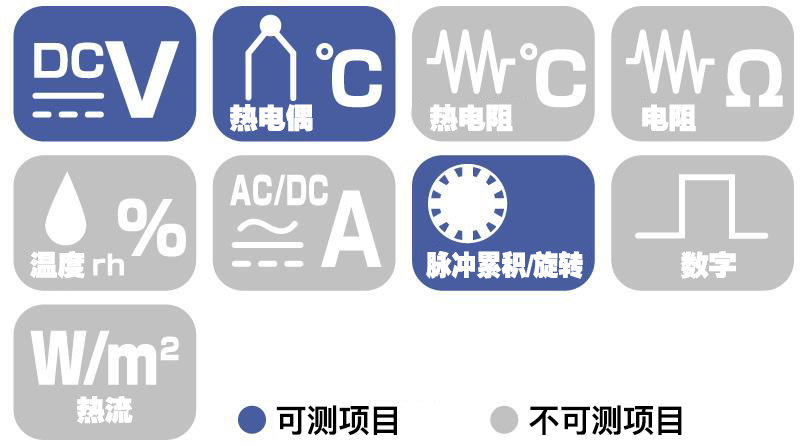 DC V
热电偶 °C
热电阻 °C
电阻 Ω
温度 rh %
AC/DC A
脉冲累积/旋转
数字
W/m²
热流
可测项目
不可测项目